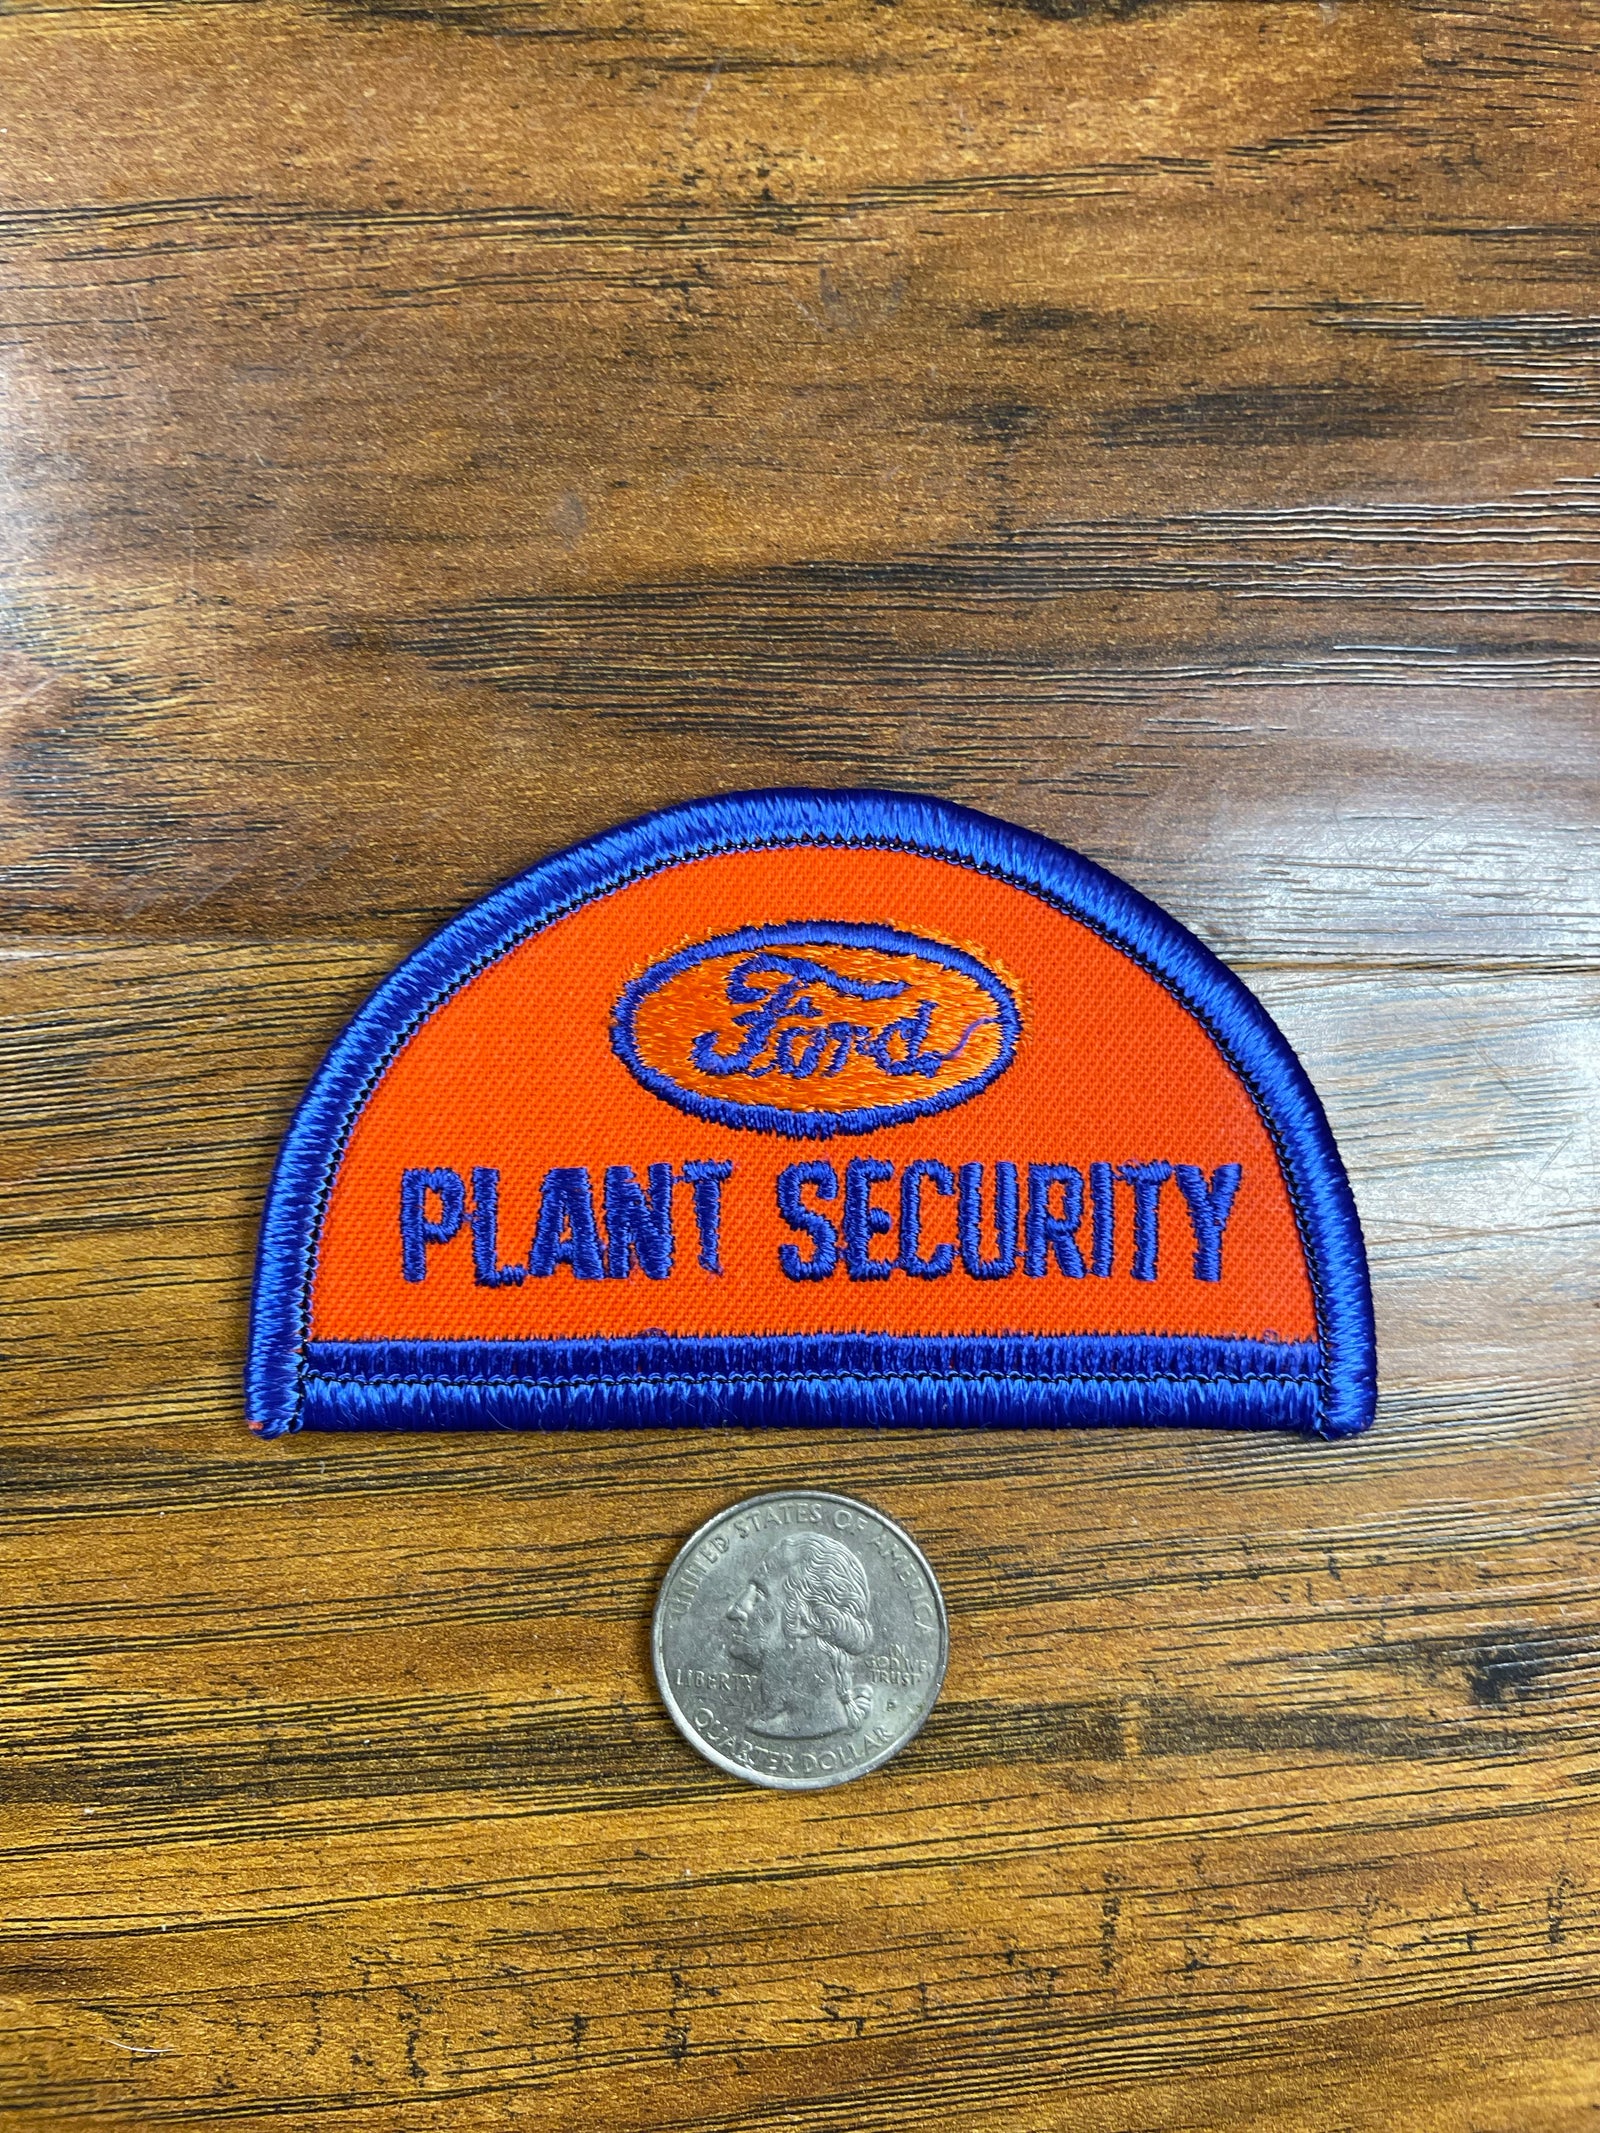 Ford
PLANT SECURITY
UNITED STATES OF AMERICA
LIBERTY
IN
GOD WE
TRUST
P
QUARTER DOLLAR